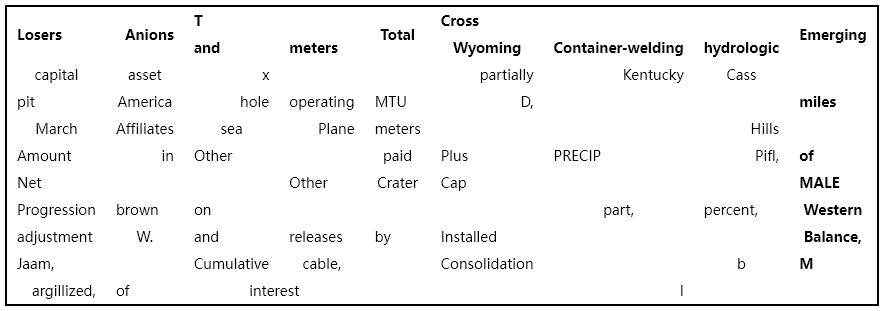 T Cross
Losers Anions Total Emerging
and meters Wyoming Container-welding hydrologic
capital asset x partially Kentucky Cass
pit America hole operating MTU D, miles
March Affiliates sea Plane meters Hills
Amount in Other paid Plus PRECIP Pifl, of
Net Other Crater Cap MALE
Progression brown on part, percent, Western
adjustment W. and releases by Installed Balance,
Jaam, Cumulative cable, Consolidation b M
argillized, of interest l